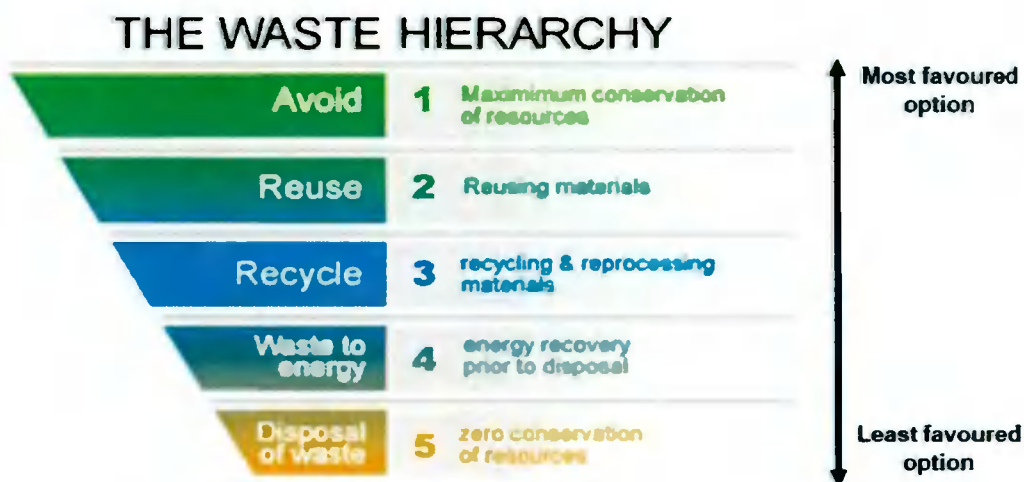 THE WASTE HIERARCHY
Avoid
1
Maximimum conservation
of resources
Most favoured
option
Reuse
2
Reusing materials
Recycle
3
recycling & reprocessing
materials
Waste to
energy
4
energy recovery
prior to disposal
Disposal
of waste
5
zero conservation
of resources
Least favoured
option